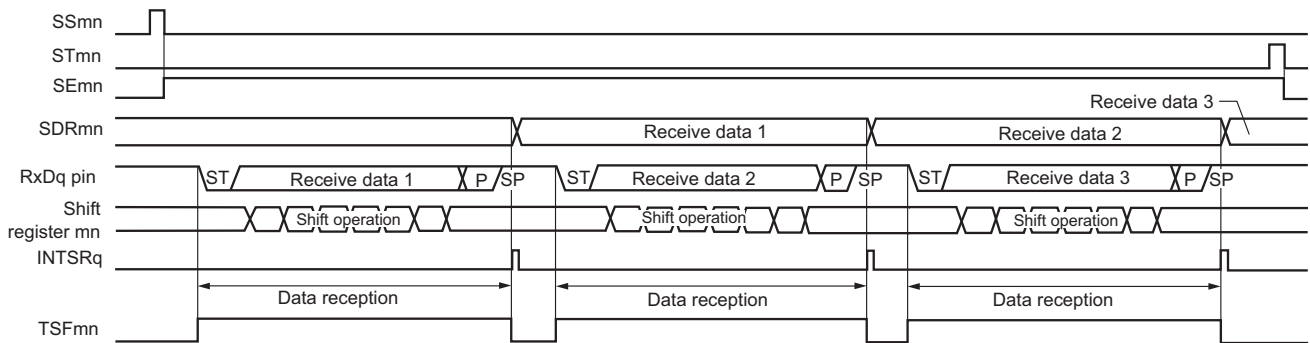 SSmn
STmn
SEmn
Receive data 3
SDRmn
Receive data 1
Receive data 2
RxDq pin
ST
Receive data 1
P
SP
ST
Receive data 2
P
SP
ST
Receive data 3
P
SP
Shift
register mn
Shift operation
Shift operation
Shift operation
INTSRq
Data reception
Data reception
Data reception
TSFmn